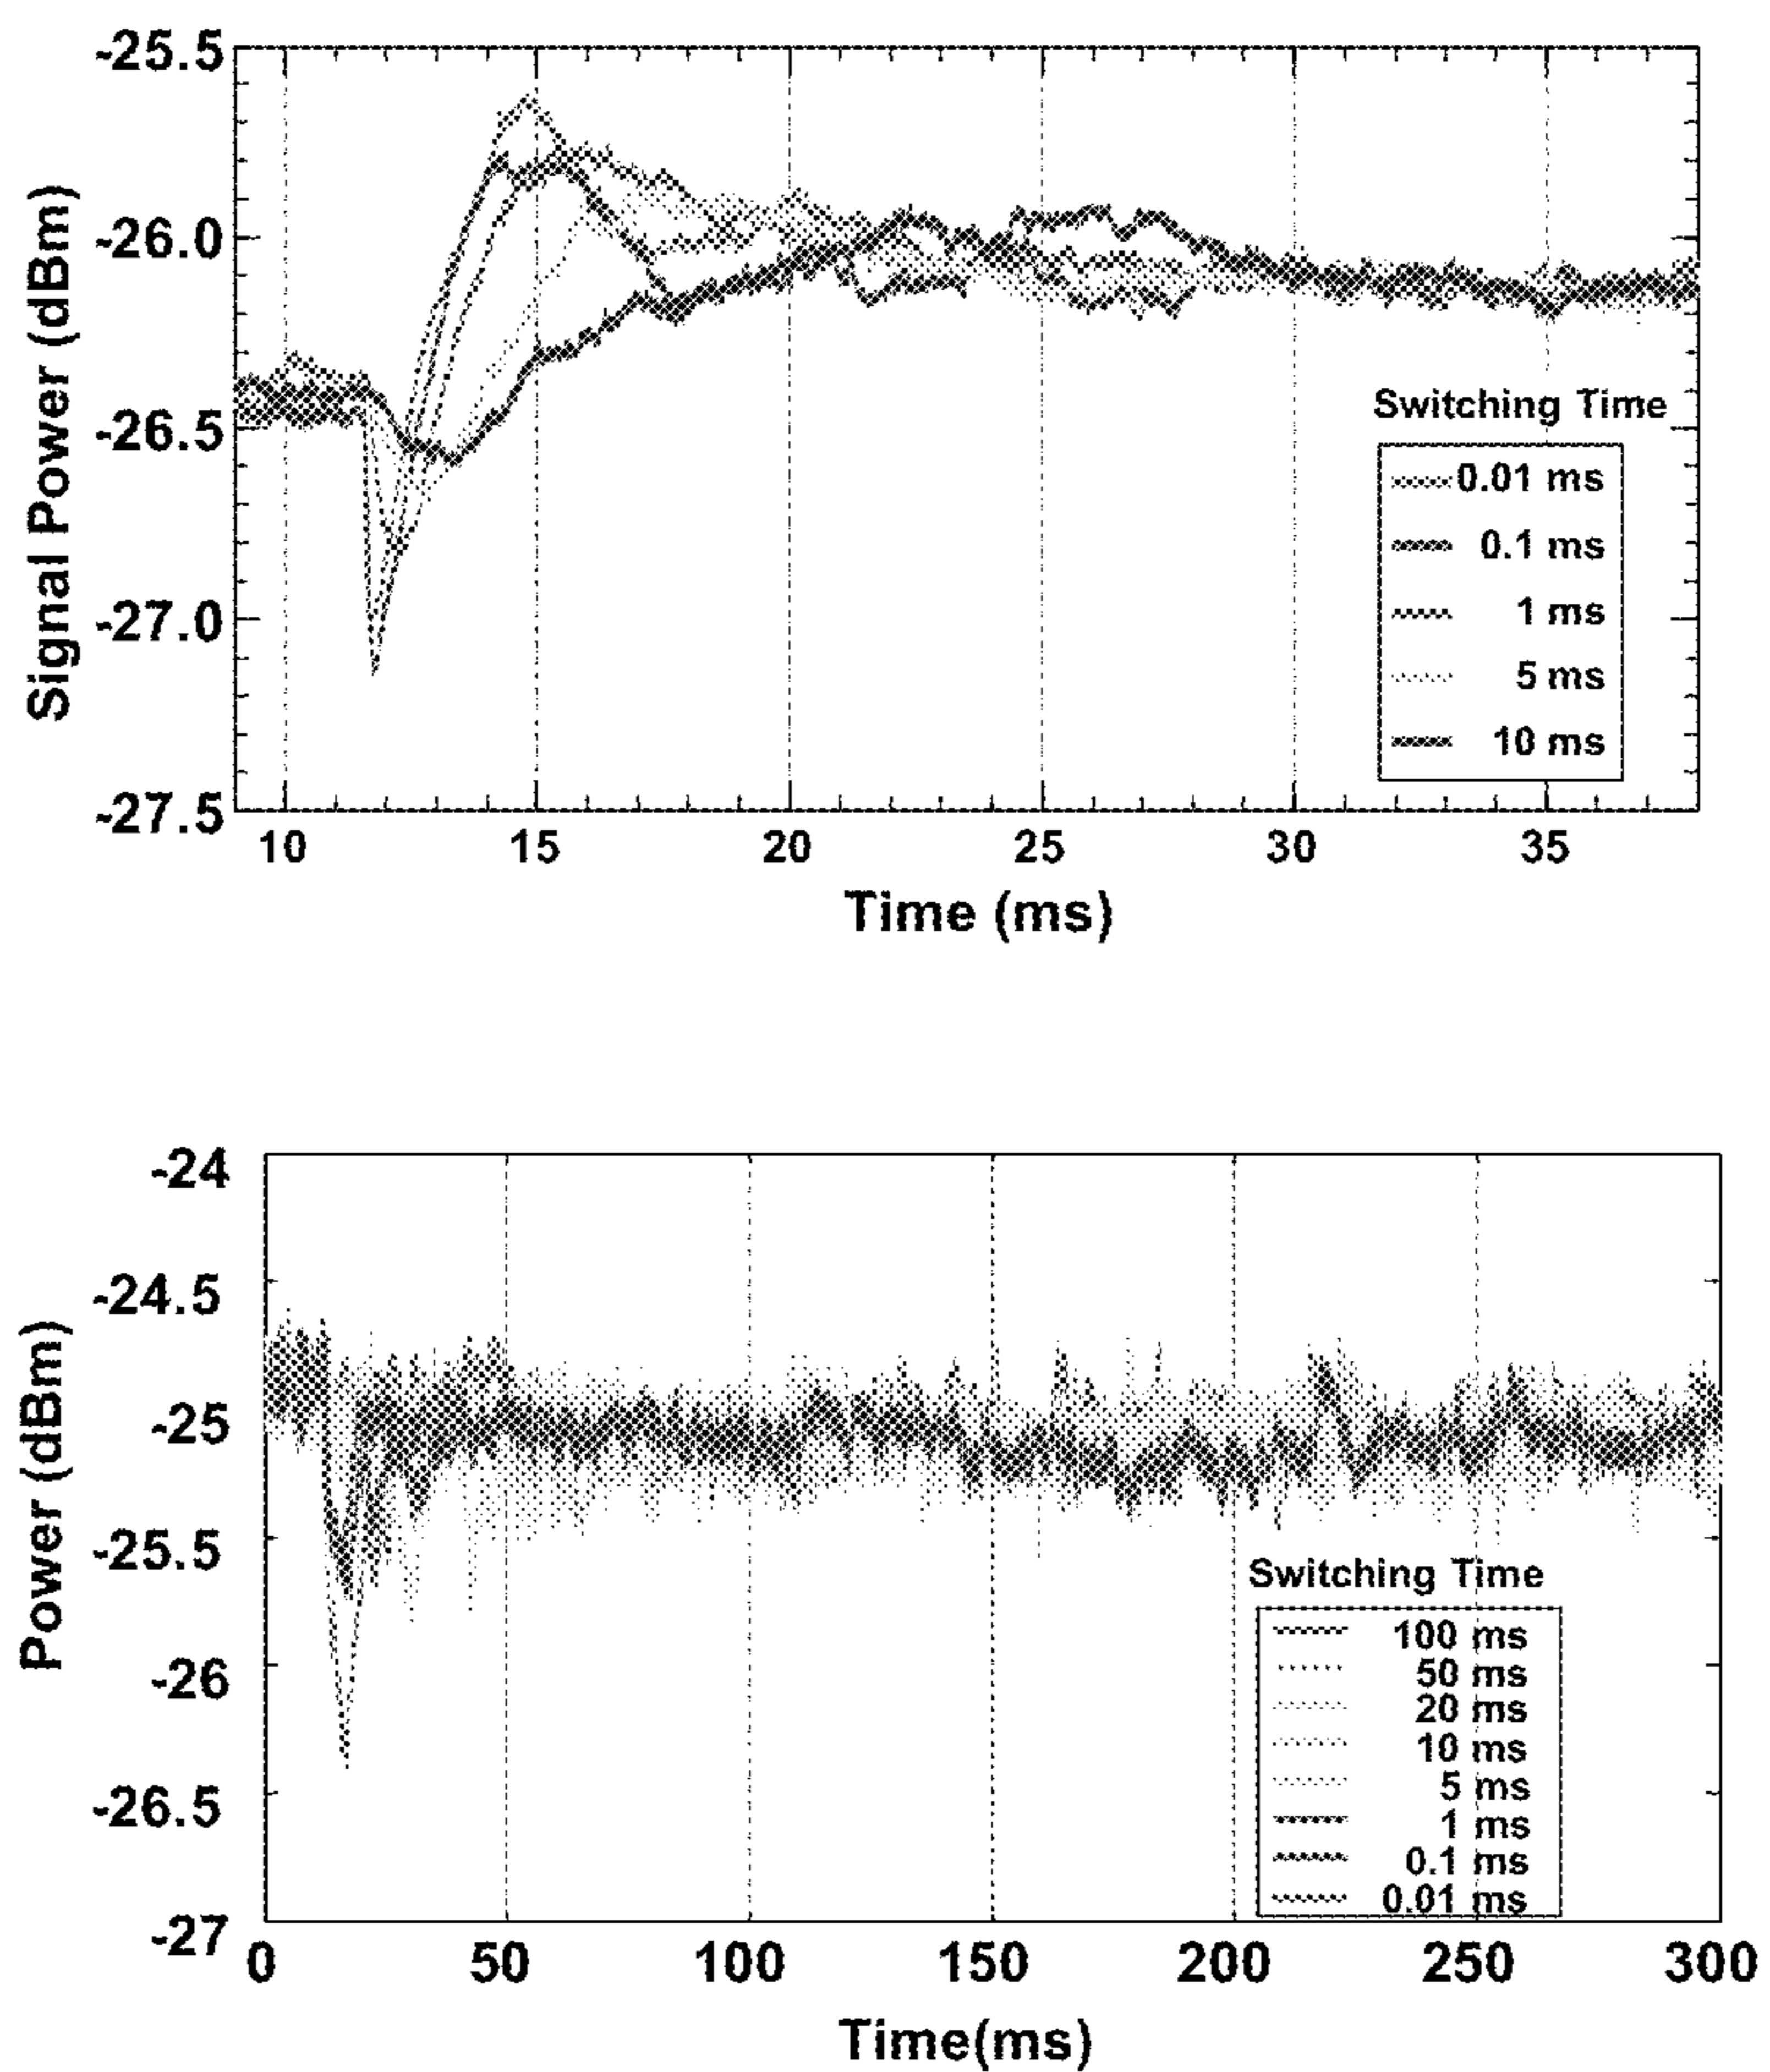 Signal Power (dBm)
-25.5
-26.0
-26.5
-27.0
-27.5
10 15 20 25 30 35
Time (ms)
Switching Time
0.01 ms
0.1 ms
1 ms
5 ms
10 ms
Power (dBm)
-24
-24.5
-25
-25.5
-26
-26.5
-27
0 50 100 150 200 250 300
Time(ms)
Switching Time
100 ms
50 ms
20 ms
10 ms
5 ms
1 ms
0.1 ms
0.01 ms